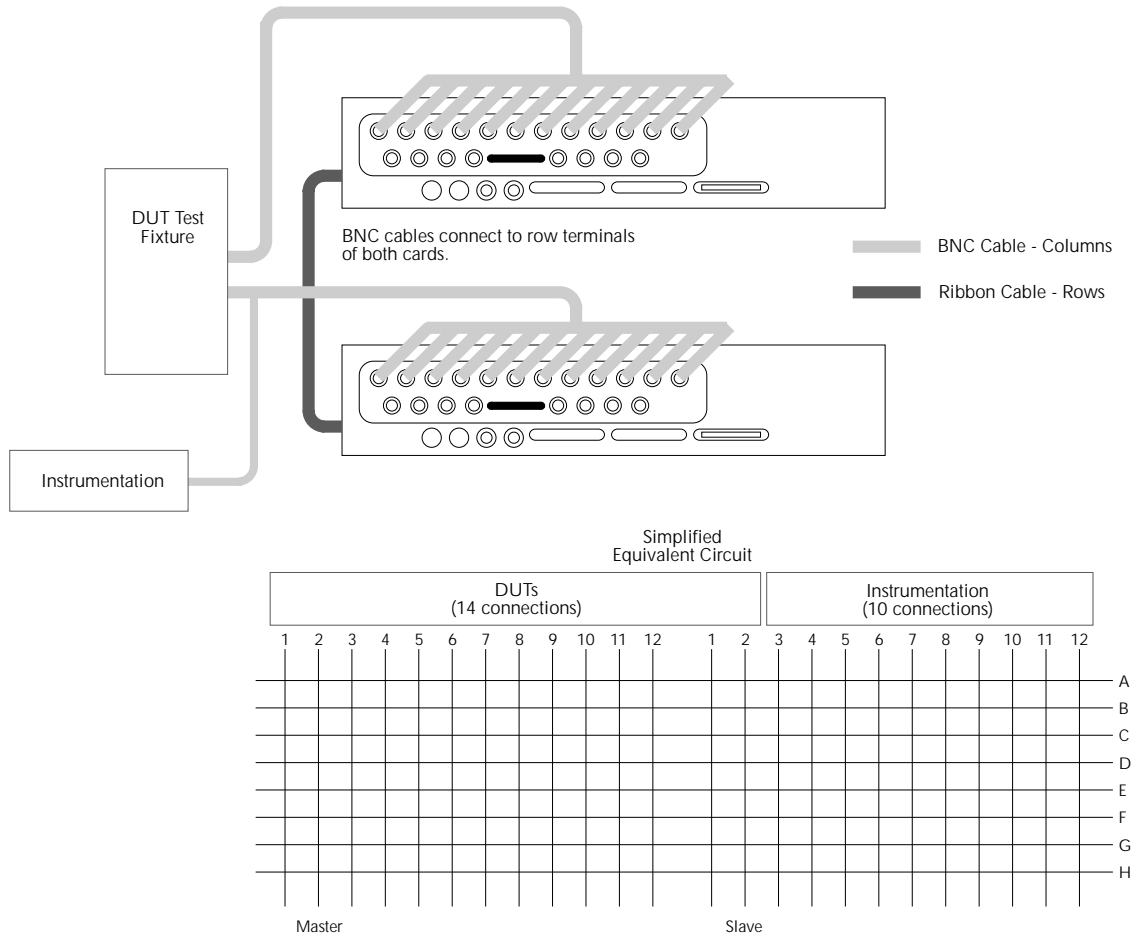 DUT Test
Fixture
BNC cables connect to row terminals
of both cards.
BNC Cable - Columns
Ribbon Cable - Rows
Instrumentation
Simplified
Equivalent Circuit
DUTs
(14 connections)
Instrumentation
(10 connections)
1 2 3 4 5 6 7 8 9 10 11 12 1 2 3 4 5 6 7 8 9 10 11 12
A
B
C
D
E
F
G
H
Master Slave